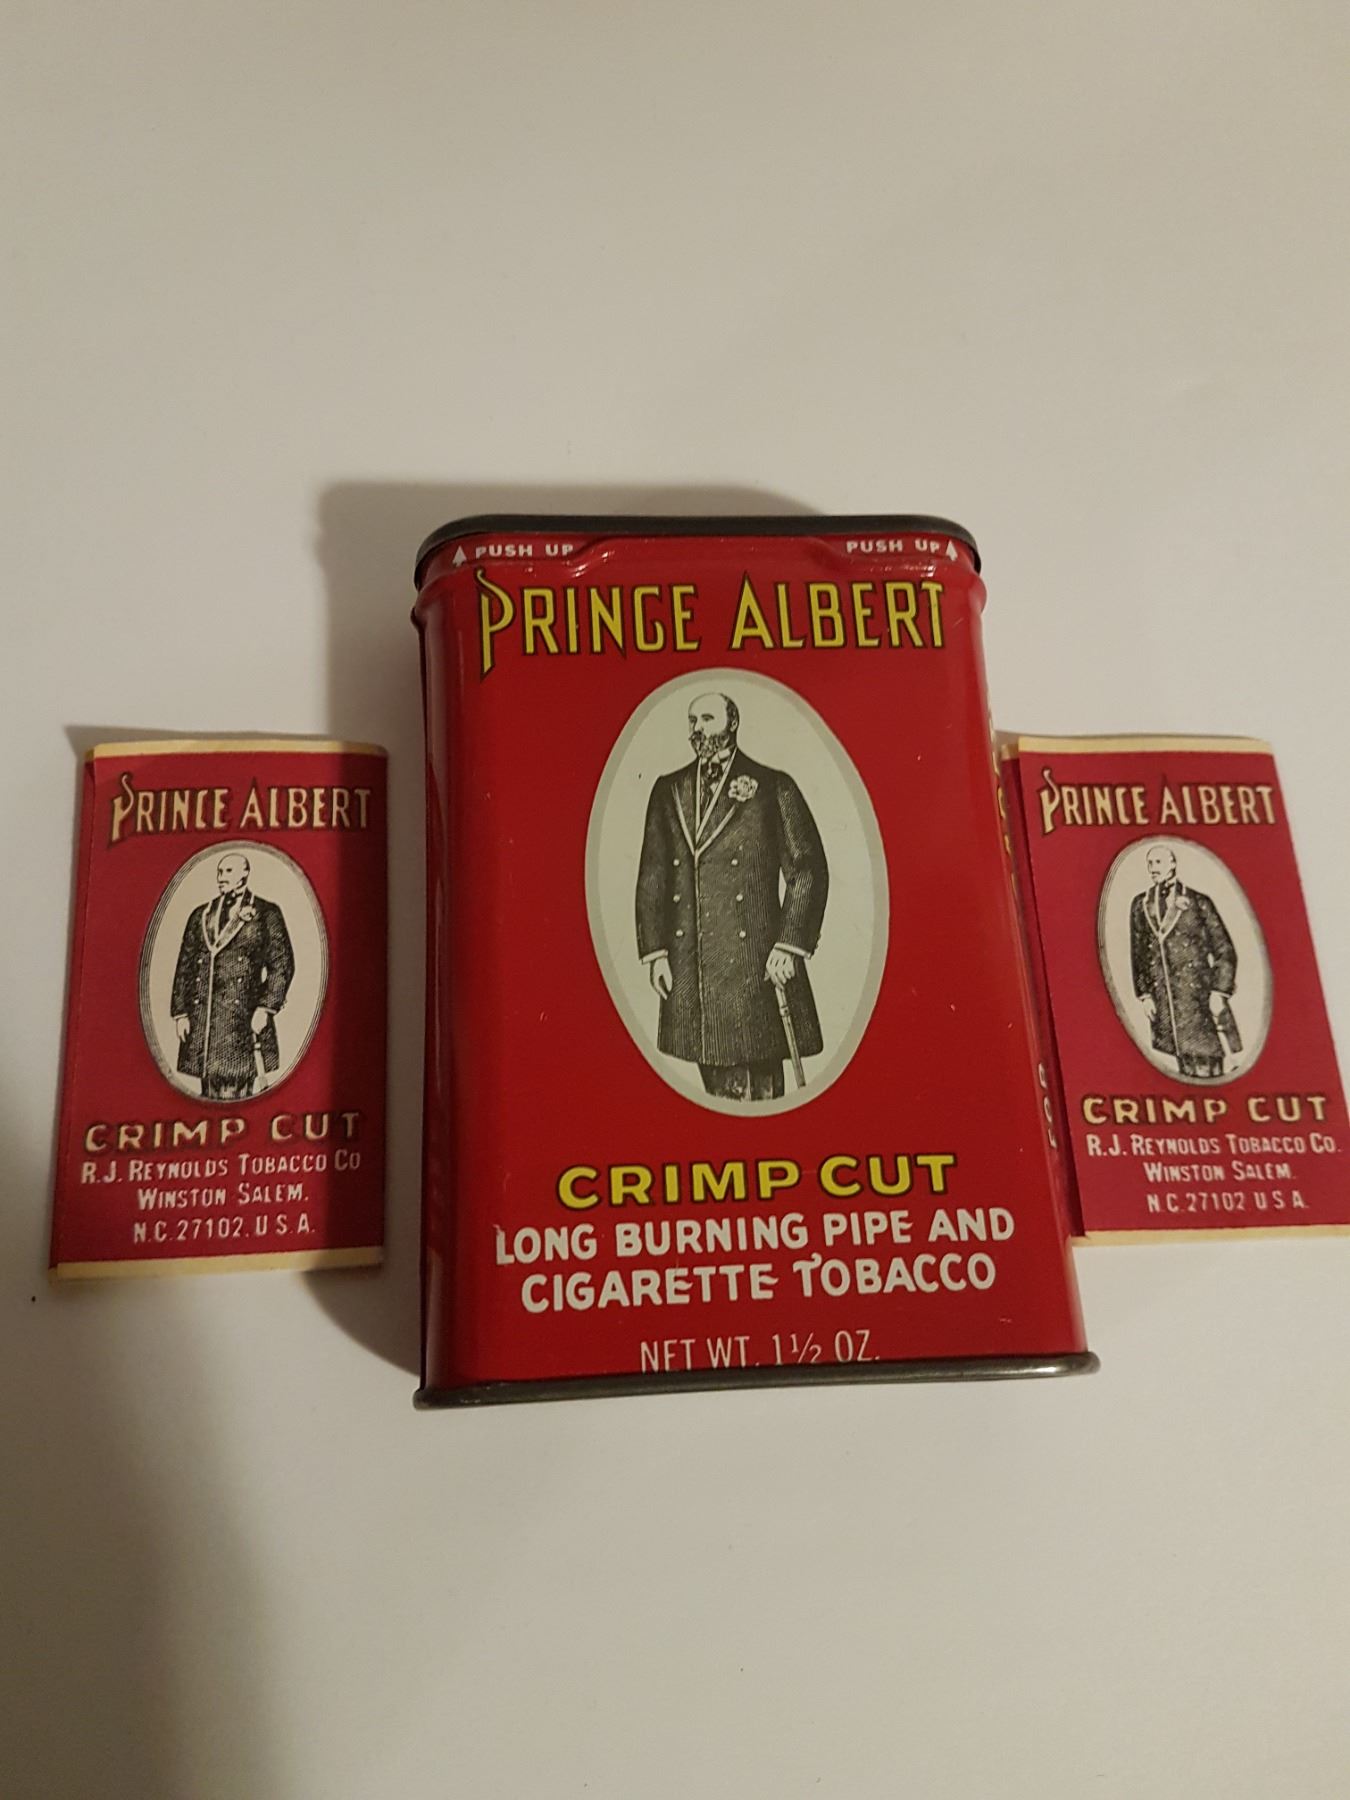 PRINCE ALBERT
CRIMP CUT
R.J. REYNOLDS TOBACCO CO
WINSTON SALEM.
N.C. 27102. U.S.A.
PUSH UP PUSH UP
PRINCE ALBERT
CRIMP CUT
LONG BURNING PIPE AND
CIGARETTE TOBACCO
NET WT. 1 1/2 OZ.
PRINCE ALBERT
CRIMP CUT
R.J. REYNOLDS TOBACCO CO.
WINSTON SALEM.
N.C. 27102 U S A.